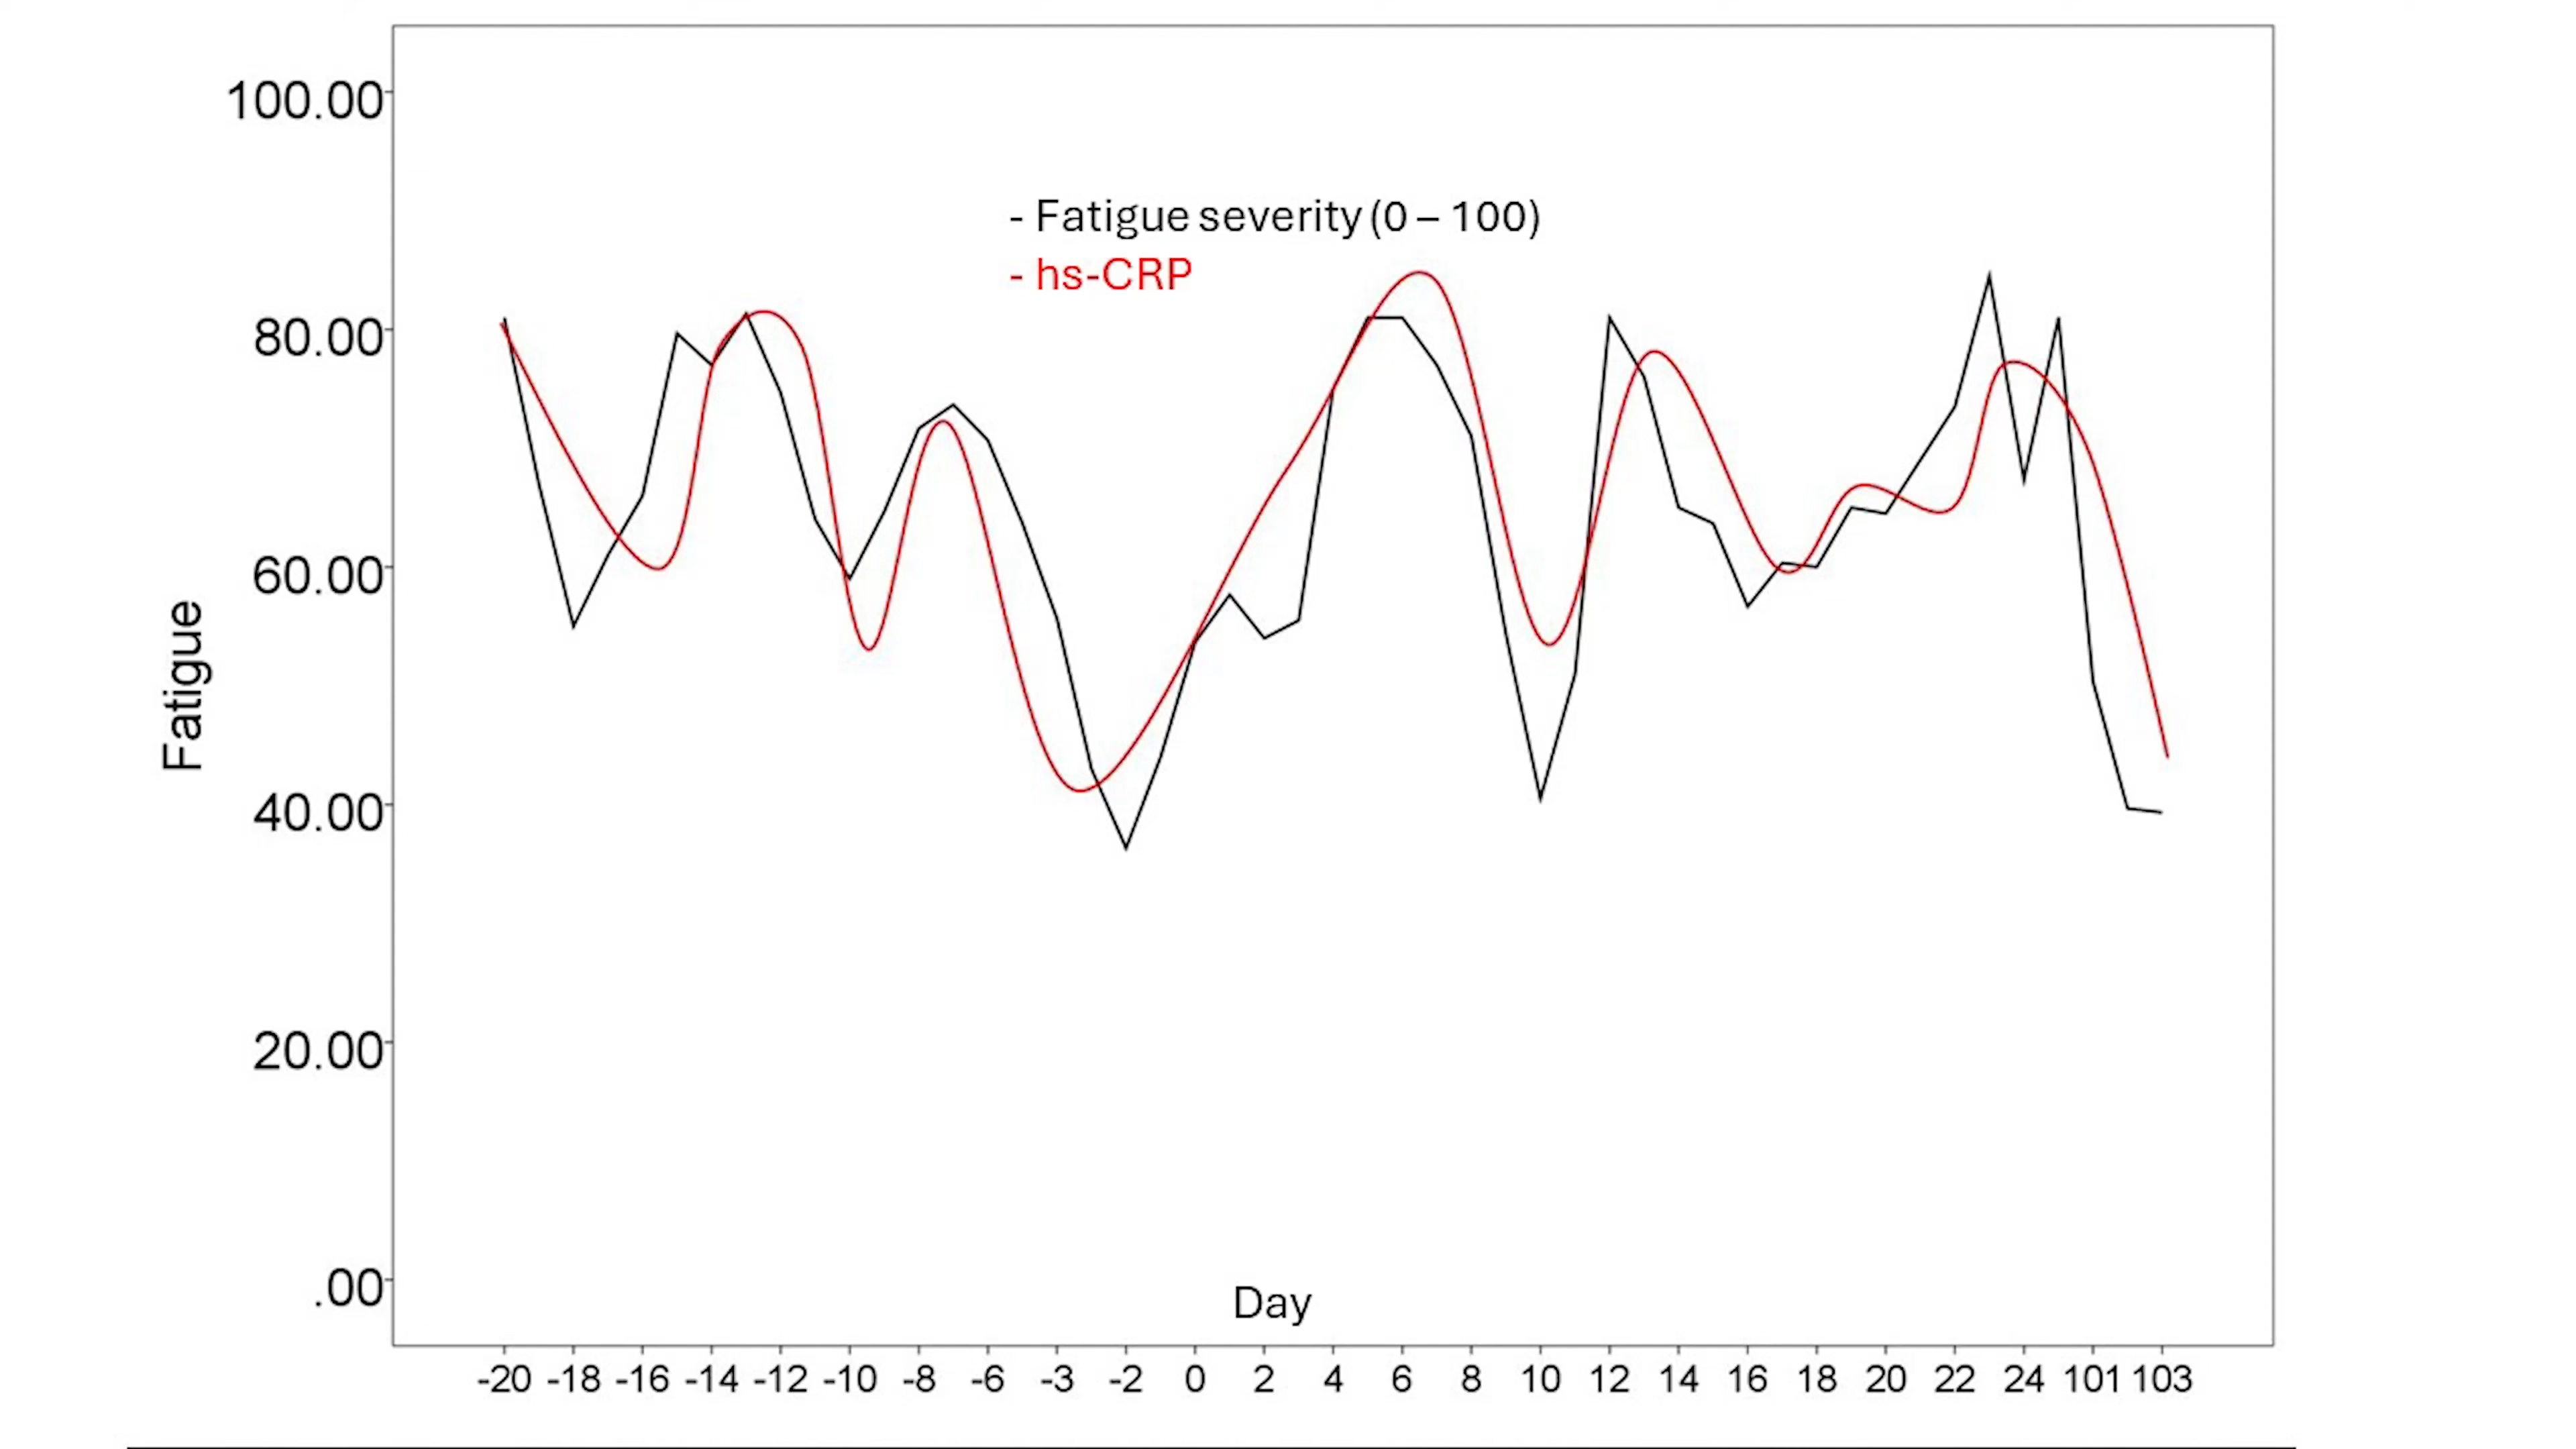 100.00
- Fatigue severity (0 – 100)
- hs-CRP
80.00
60.00
Fatigue
40.00
20.00
.00
Day
-20 -18 -16 -14 -12 -10 -8 -6 -3 -2 0 2 4 6 8 10 12 14 16 18 20 22 24 101 103